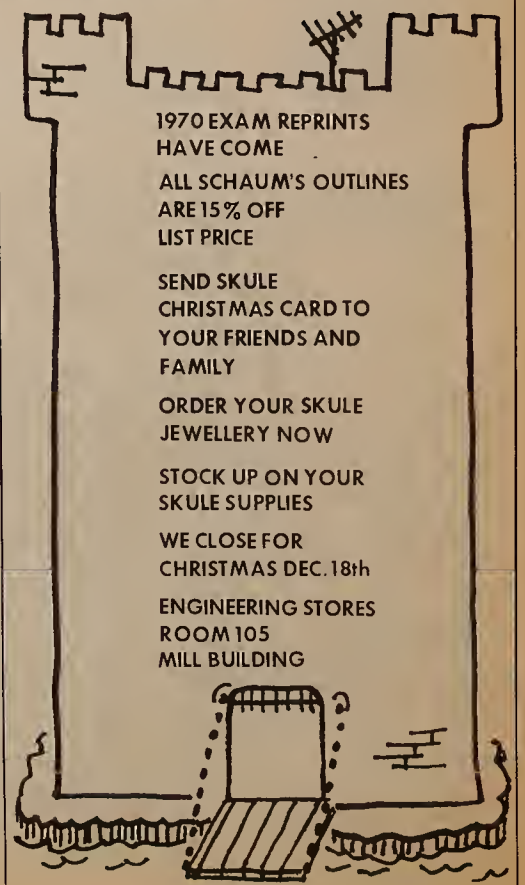 1970 EXAM REPRINTS
HAVE COME
ALL SCHAUM'S OUTLINES
ARE 15% OFF
LIST PRICE
SEND SKULE
CHRISTMAS CARD TO
YOUR FRIENDS AND
FAMILY
ORDER YOUR SKULE
JEWELLERY NOW
STOCK UP ON YOUR
SKULE SUPPLIES
WE CLOSE FOR
CHRISTMAS DEC. 18th
ENGINEERING STORES
ROOM 105
MILL BUILDING